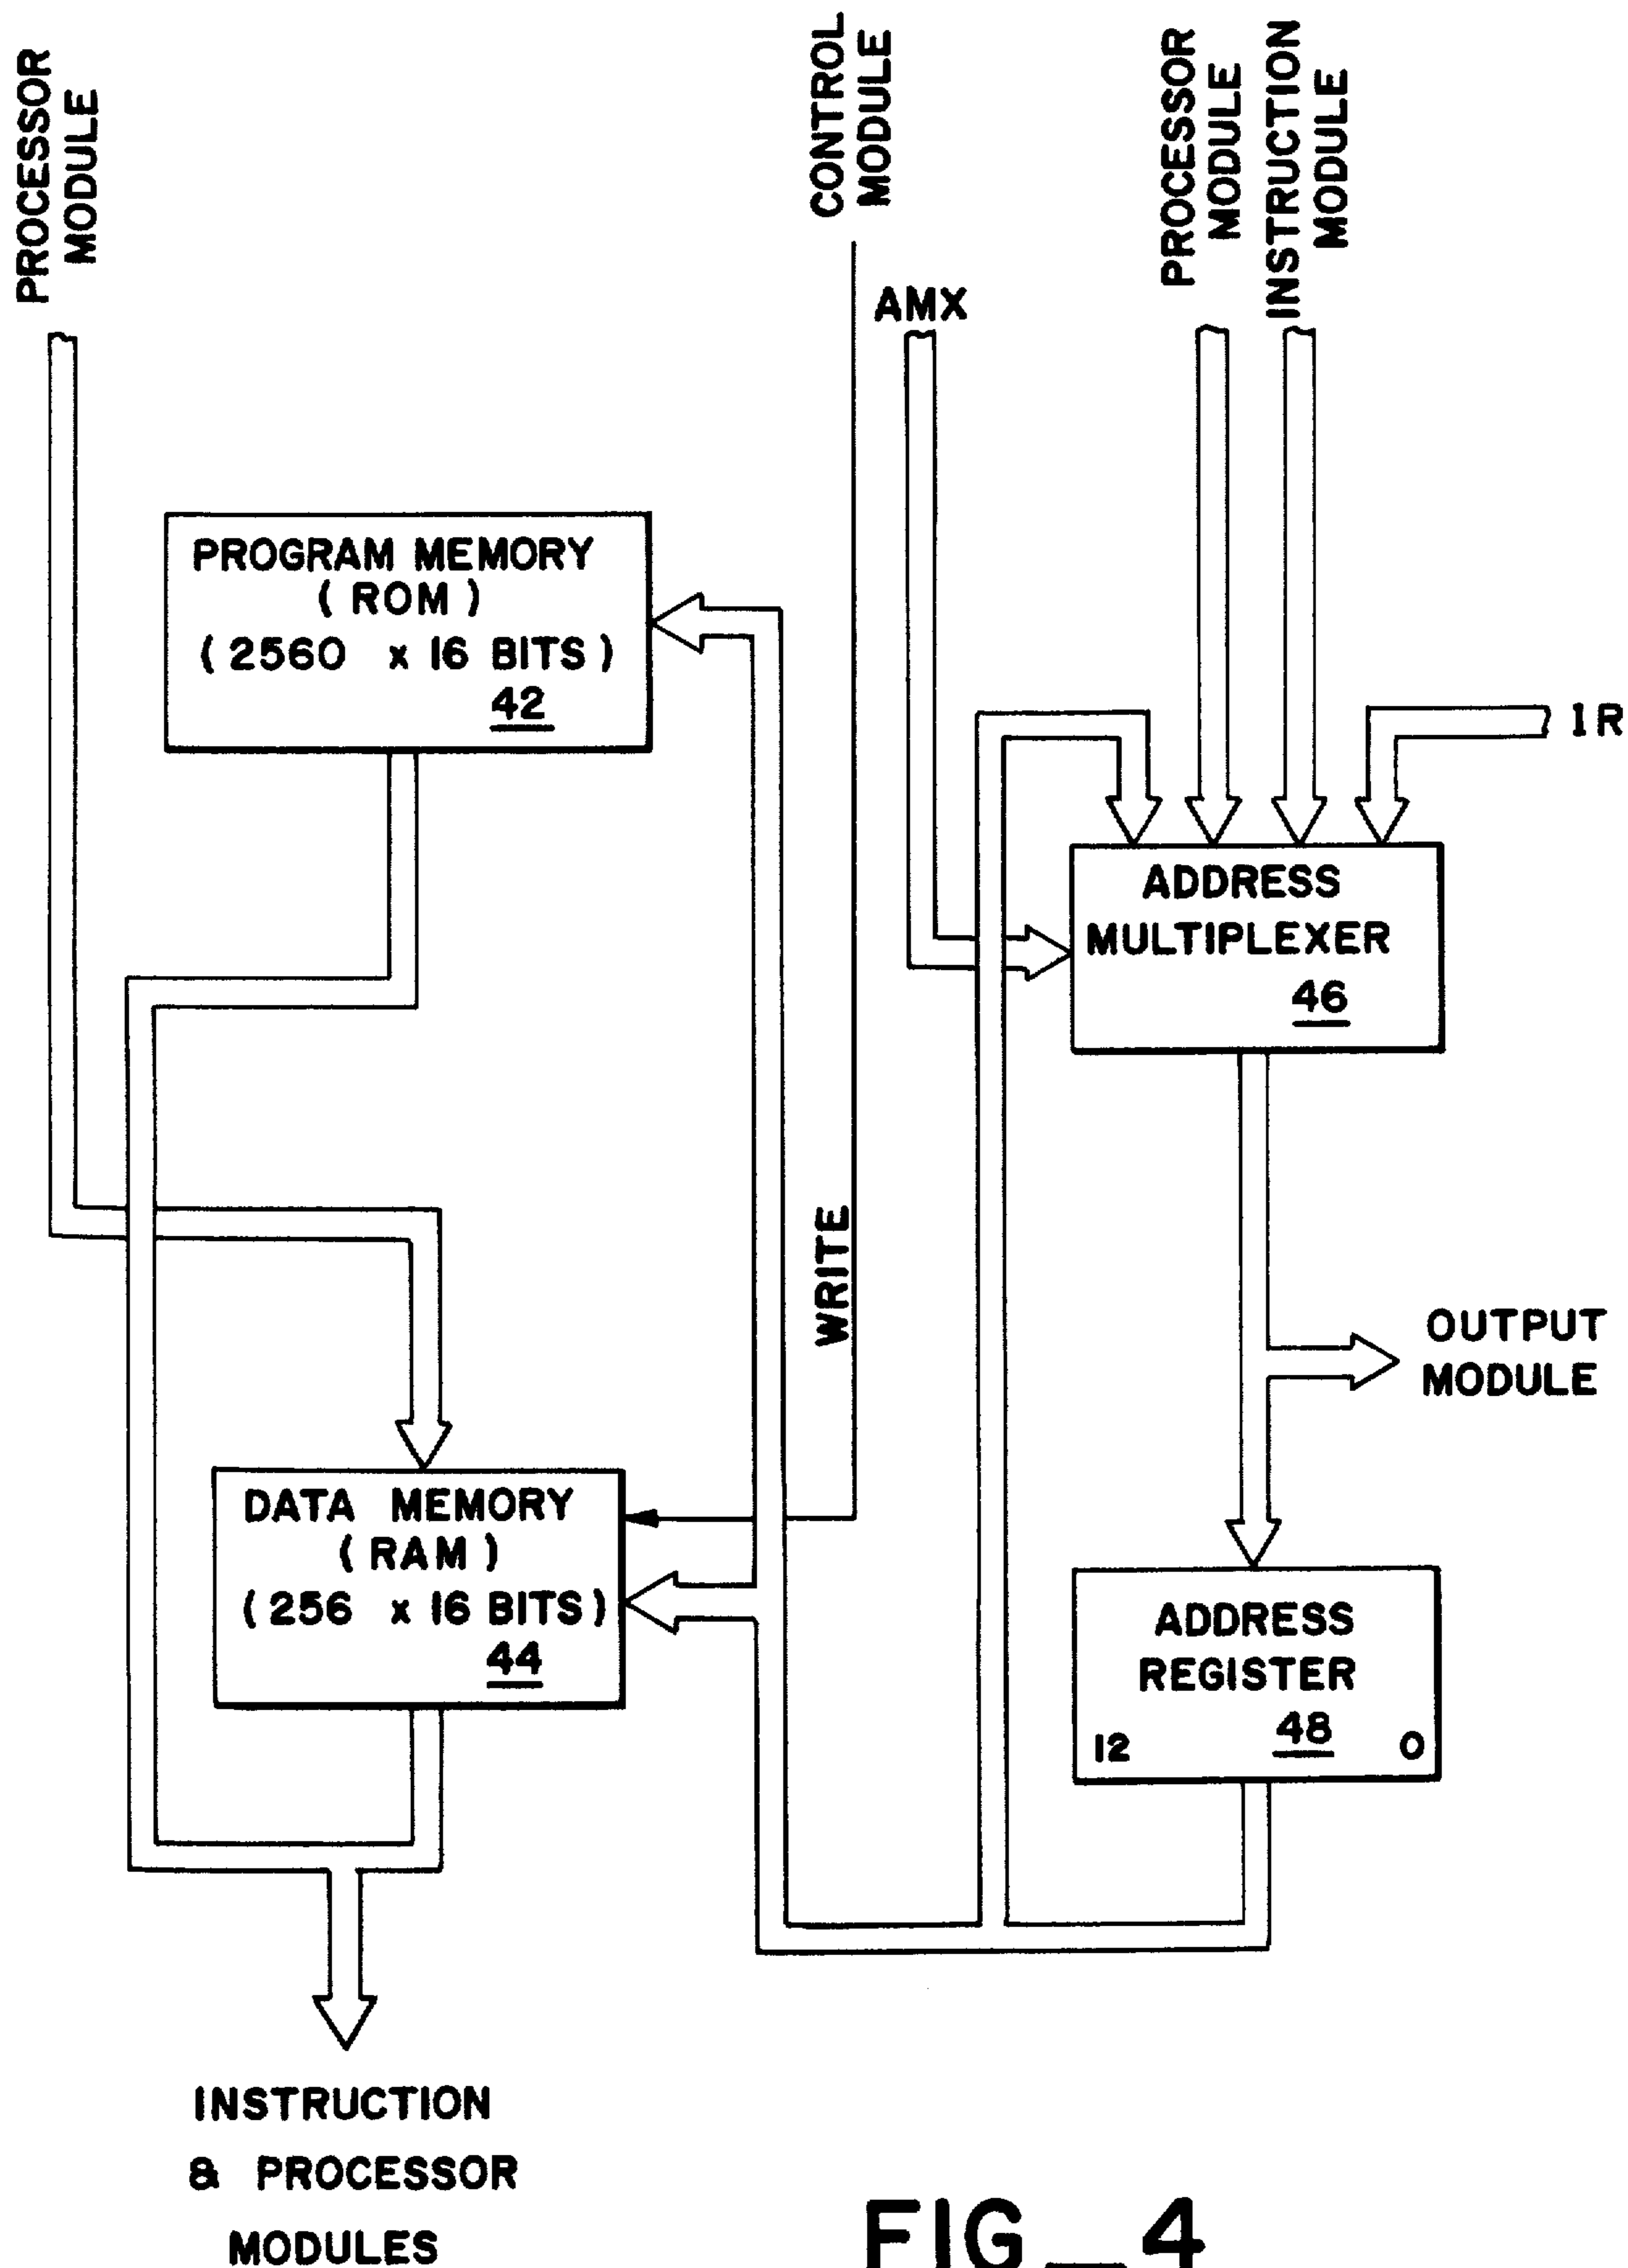 PROCESSOR
MODULE
CONTROL
MODULE
AMX
PROCESSOR
MODULE
INSTRUCTION
MODULE
PROGRAM MEMORY
( ROM )
( 2560 x 16 BITS )
42
IR
ADDRESS
MULTIPLEXER
46
WRITE
OUTPUT
MODULE
DATA MEMORY
( RAM )
( 256 x 16 BITS )
44
ADDRESS
REGISTER
48
12 0
INSTRUCTION
& PROCESSOR
MODULES
FIG_4